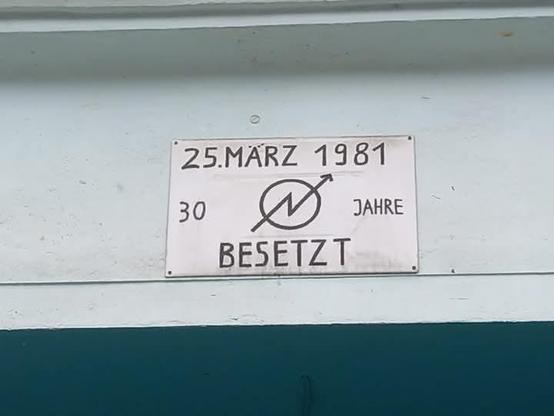 25. MÄRZ 1981
30 JAHRE
BESETZT